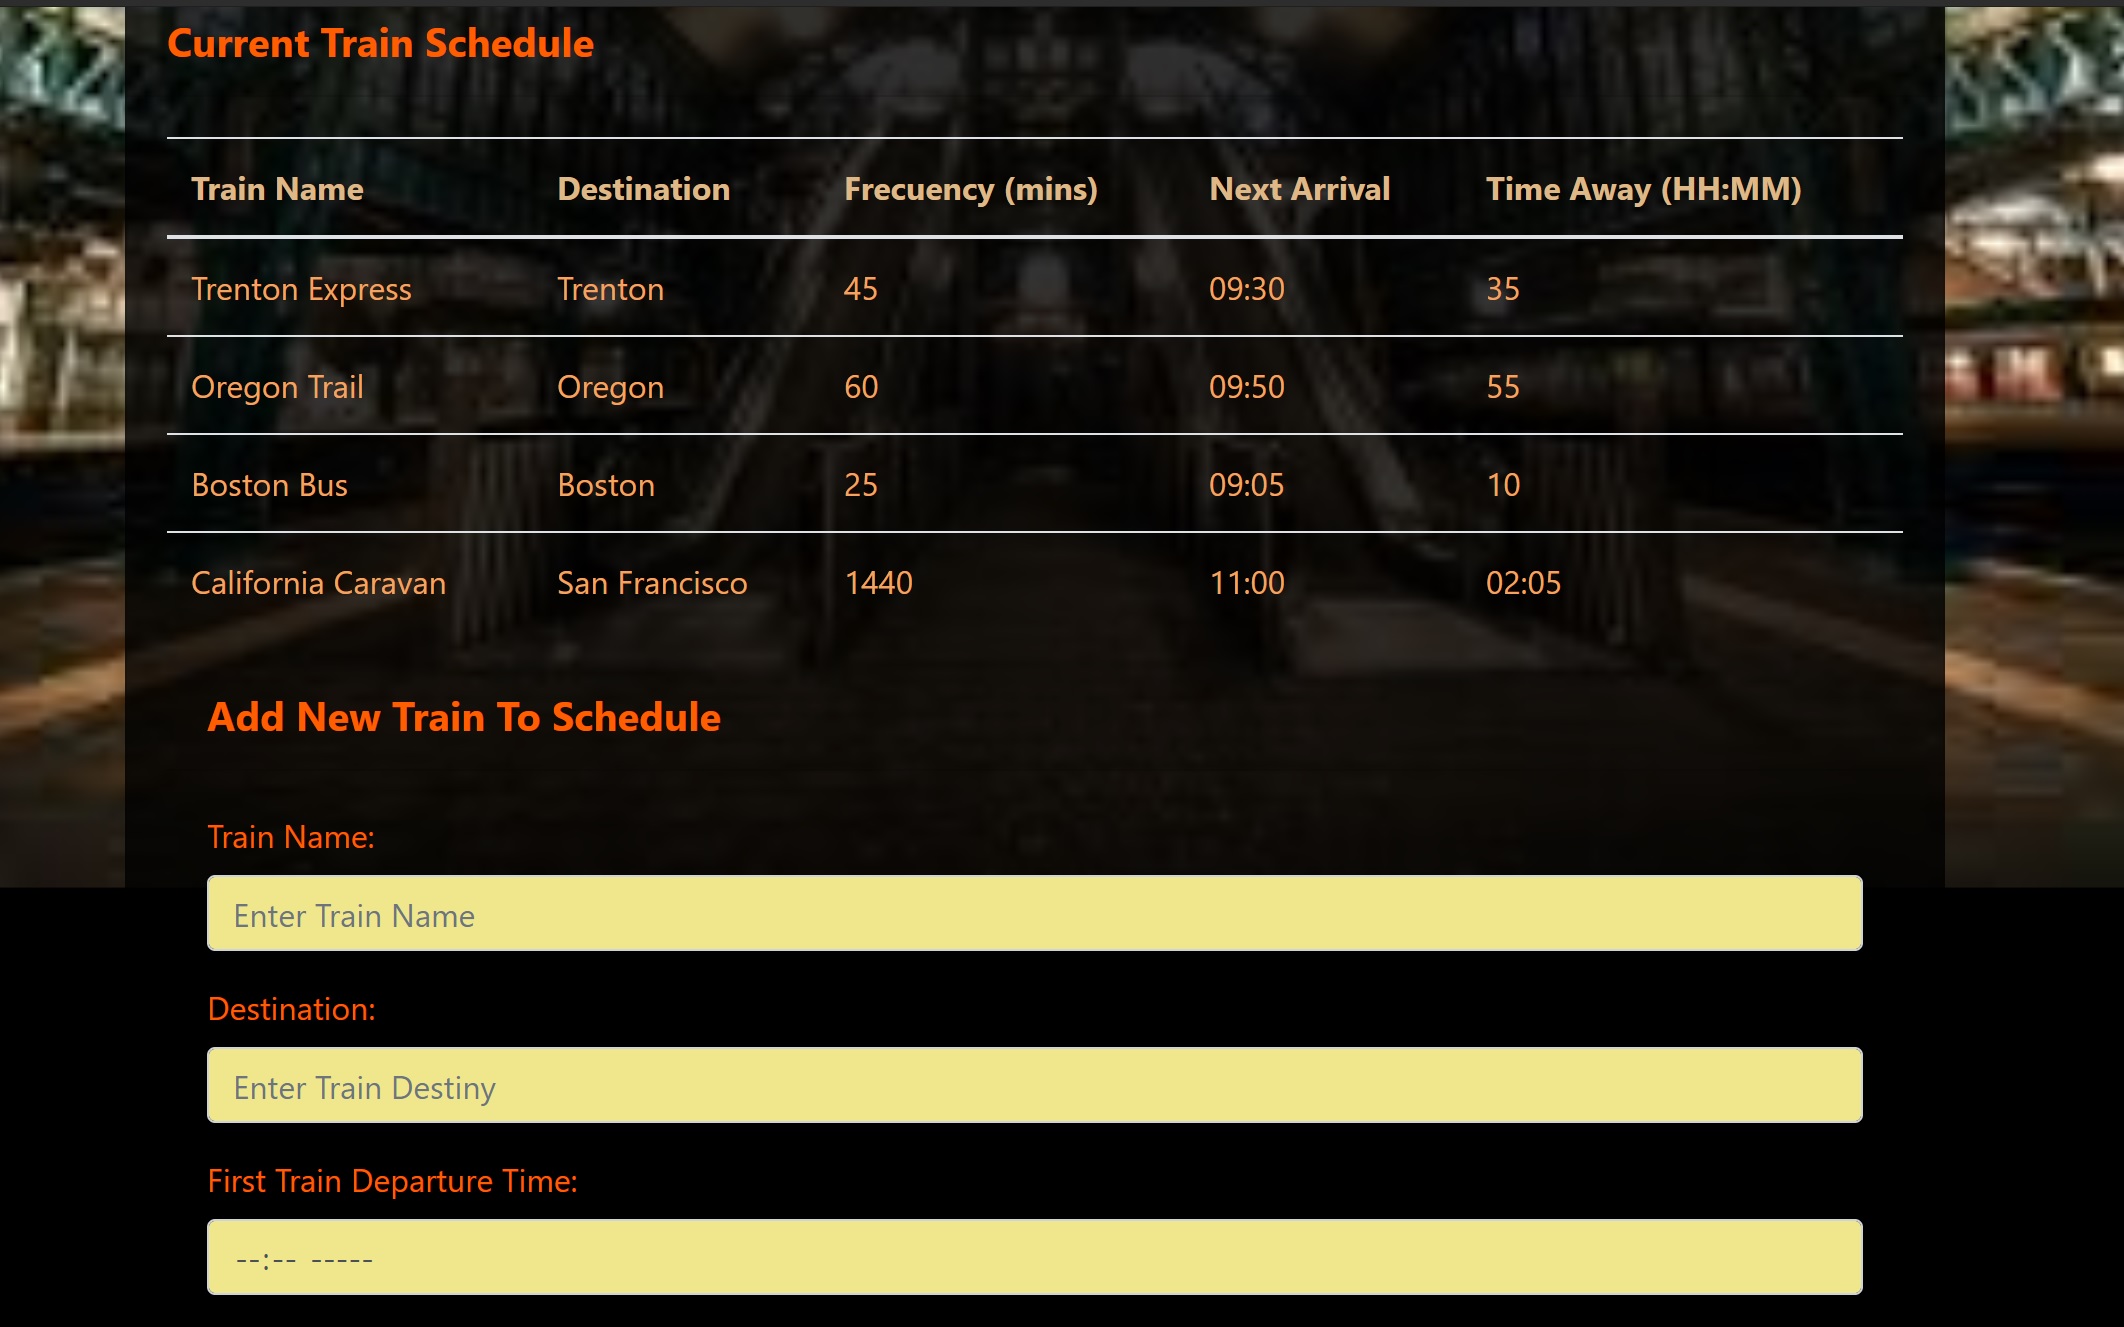 Current Train Schedule
Train Name Destination Frecuency (mins) Next Arrival Time Away (HH:MM)
Trenton Express Trenton 45 09:30 35
Oregon Trail Oregon 60 09:50 55
Boston Bus Boston 25 09:05 10
California Caravan San Francisco 1440 11:00 02:05
Add New Train To Schedule
Train Name:
Enter Train Name
Destination:
Enter Train Destiny
First Train Departure Time:
--:-- -----